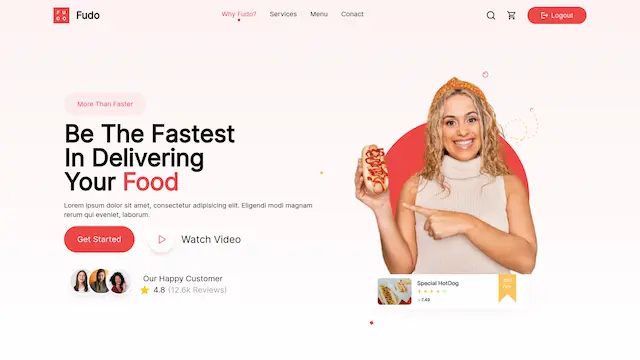 FU
DO
Fudo
Why Fudo?
Services
Menu
Conact
Logout
More Than Faster
Be The Fastest
In Delivering
Your Food
Lorem ipsum dolor sit amet, consectetur adipisicing elit. Eligendi modi magnam
rerum qui eveniet, laborum.
Get Started
Watch Video
Our Happy Customer
4.8 (12.6k Reviews)
Special HotDog
7.49